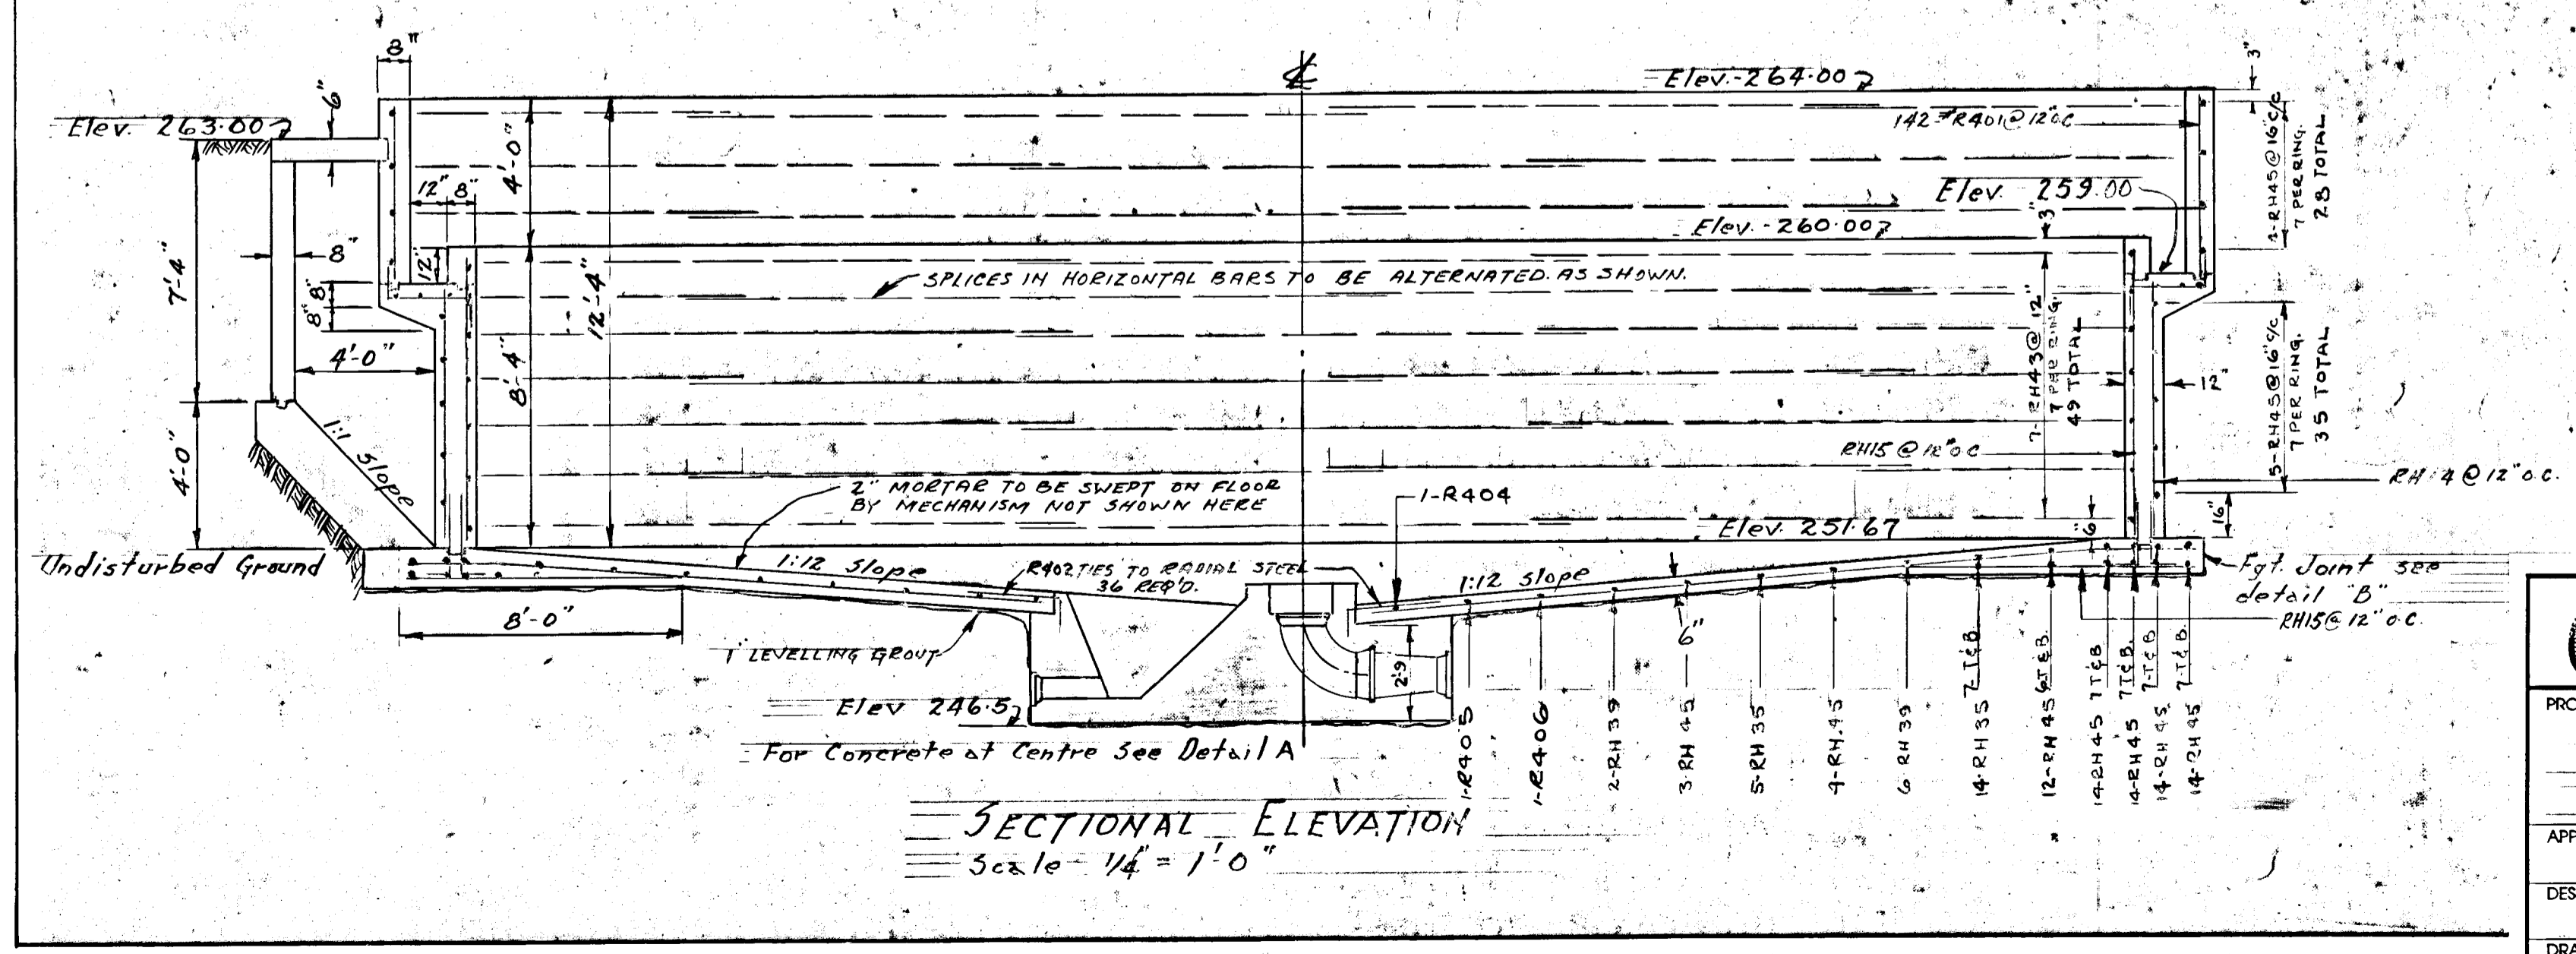 8"
Elev.-264.00
3"
Elev. 263.00
6"
142-#R401@12"o.c
2-RH45@16"c/c
7 PER RING.
28 TOTAL
4'-0"
12" 8"
Elev. 259.00
Elev.-260.00
3"
7'-4"
8"
12"
SPLICES IN HORIZONTAL BARS TO BE ALTERNATED. AS SHOWN.
8"
8"
12'-4"
4'-0"
8'-4"
7-RH43@12"
7 PER RING.
49 TOTAL
12"
5-RH45@16"c/c
7 PER RING.
35 TOTAL
1:1 Slope
4'-0"
RH15 @ 12"o.c
RH14 @ 12" o.c.
2" MORTAR TO BE SWEPT ON FLOOR
BY MECHANISM NOT SHOWN HERE
1-R404
16"
Elev. 251.67
6"
Undisturbed Ground
1:12 Slope
R402 TIES TO RADIAL STEEL
36 REQ'D.
1:12 Slope
Fgt. Joint see
detail "B"
RH15@ 12" o.c.
8'-0"
1" LEVELLING GROUT
6"
2'-9
Elev 246.5
For Concrete at Centre See Detail A
1-R405
1-R406
2-RH39
3-RH45
5-RH35
4-RH.45
6-RH39
14-RH35 7-T&B.
12-RH45 6T&B.
14-RH45 7T&B
14-RH45 7T&B.
14-RH45 7-T&B
14-RH45 7-T&B.
SECTIONAL ELEVATION
Scale - 1/4" = 1'-0"
PRO
APP
DES
DRA